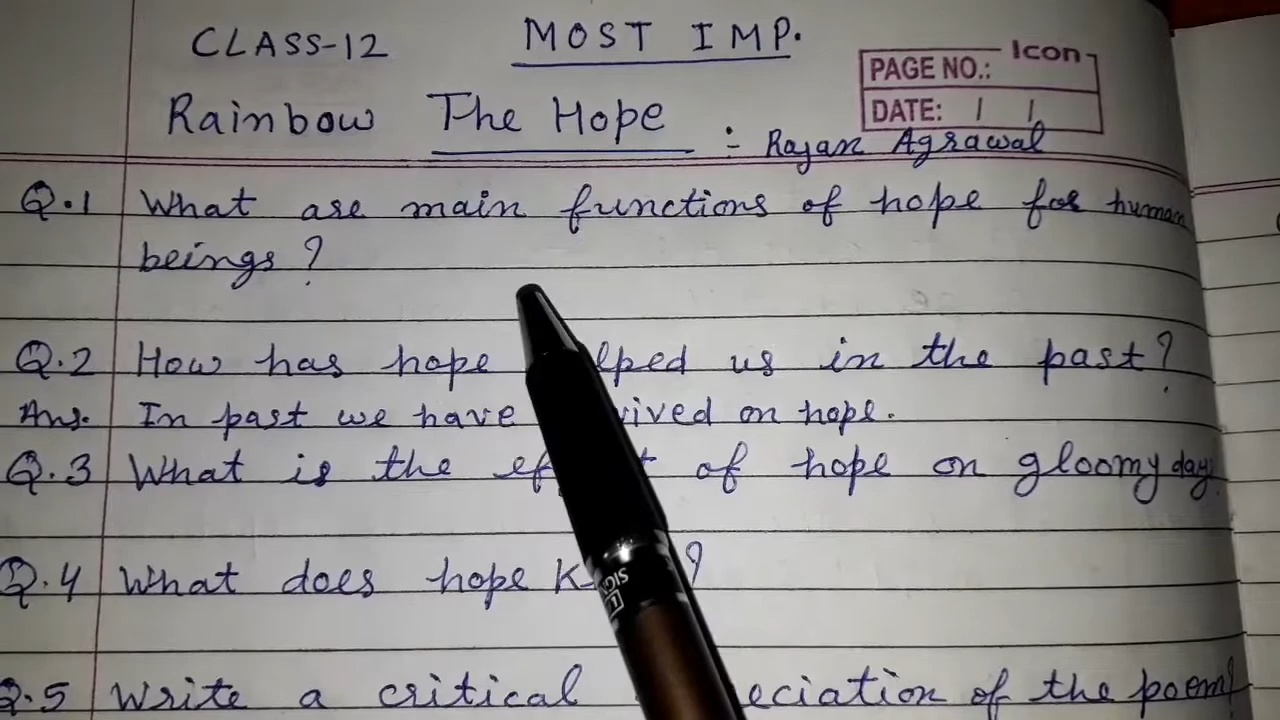 CLASS-12 MOST IMP.
Icon
PAGE NO.:
Rainbow The Hope
DATE: / /
:- Rajan Agrawal
Q.1 What are main functions of hope for human
beings?
Q.2 How has hope lped us in the past?
Ans. In past we have vived on hope.
Q.3 What is the of hope on gloomy day
Q.4 What does hope ?
Q.5 Write a critical eciation of the poem?